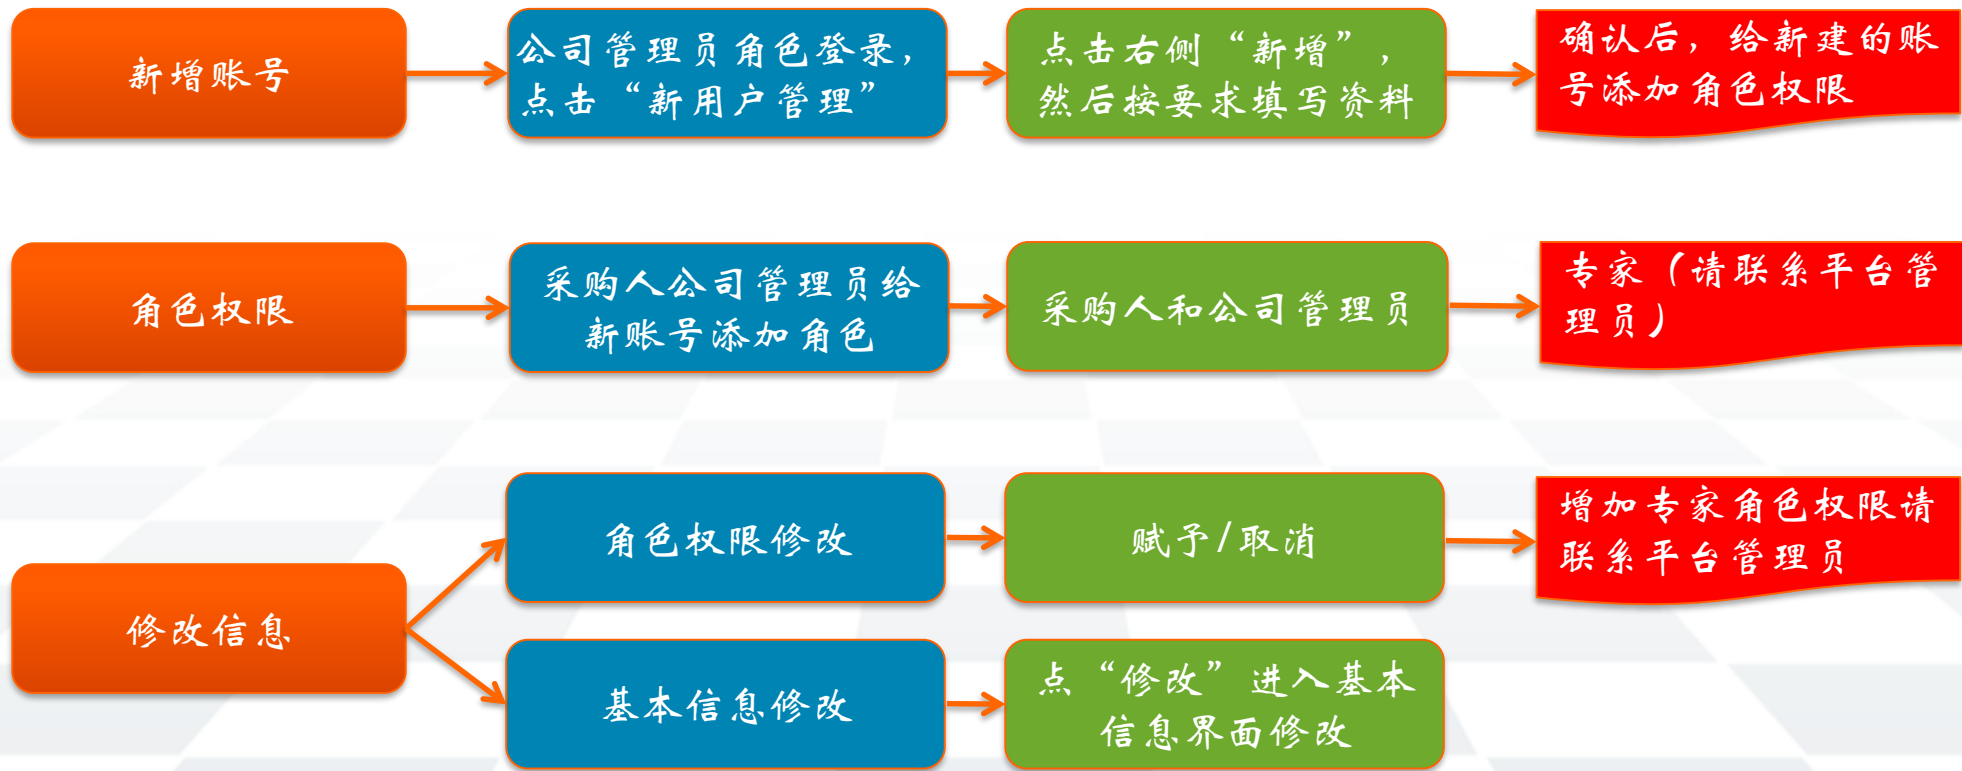 新增账号
公司管理员角色登录，
点击“新用户管理”
点击右侧“新增”，
然后按要求填写资料
确认后，给新建的账
号添加角色权限
角色权限
采购人公司管理员给
新账号添加角色
采购人和公司管理员
专家（请联系平台管
理员）
修改信息
角色权限修改
赋予/取消
增加专家角色权限请
联系平台管理员
基本信息修改
点“修改”进入基本
信息界面修改